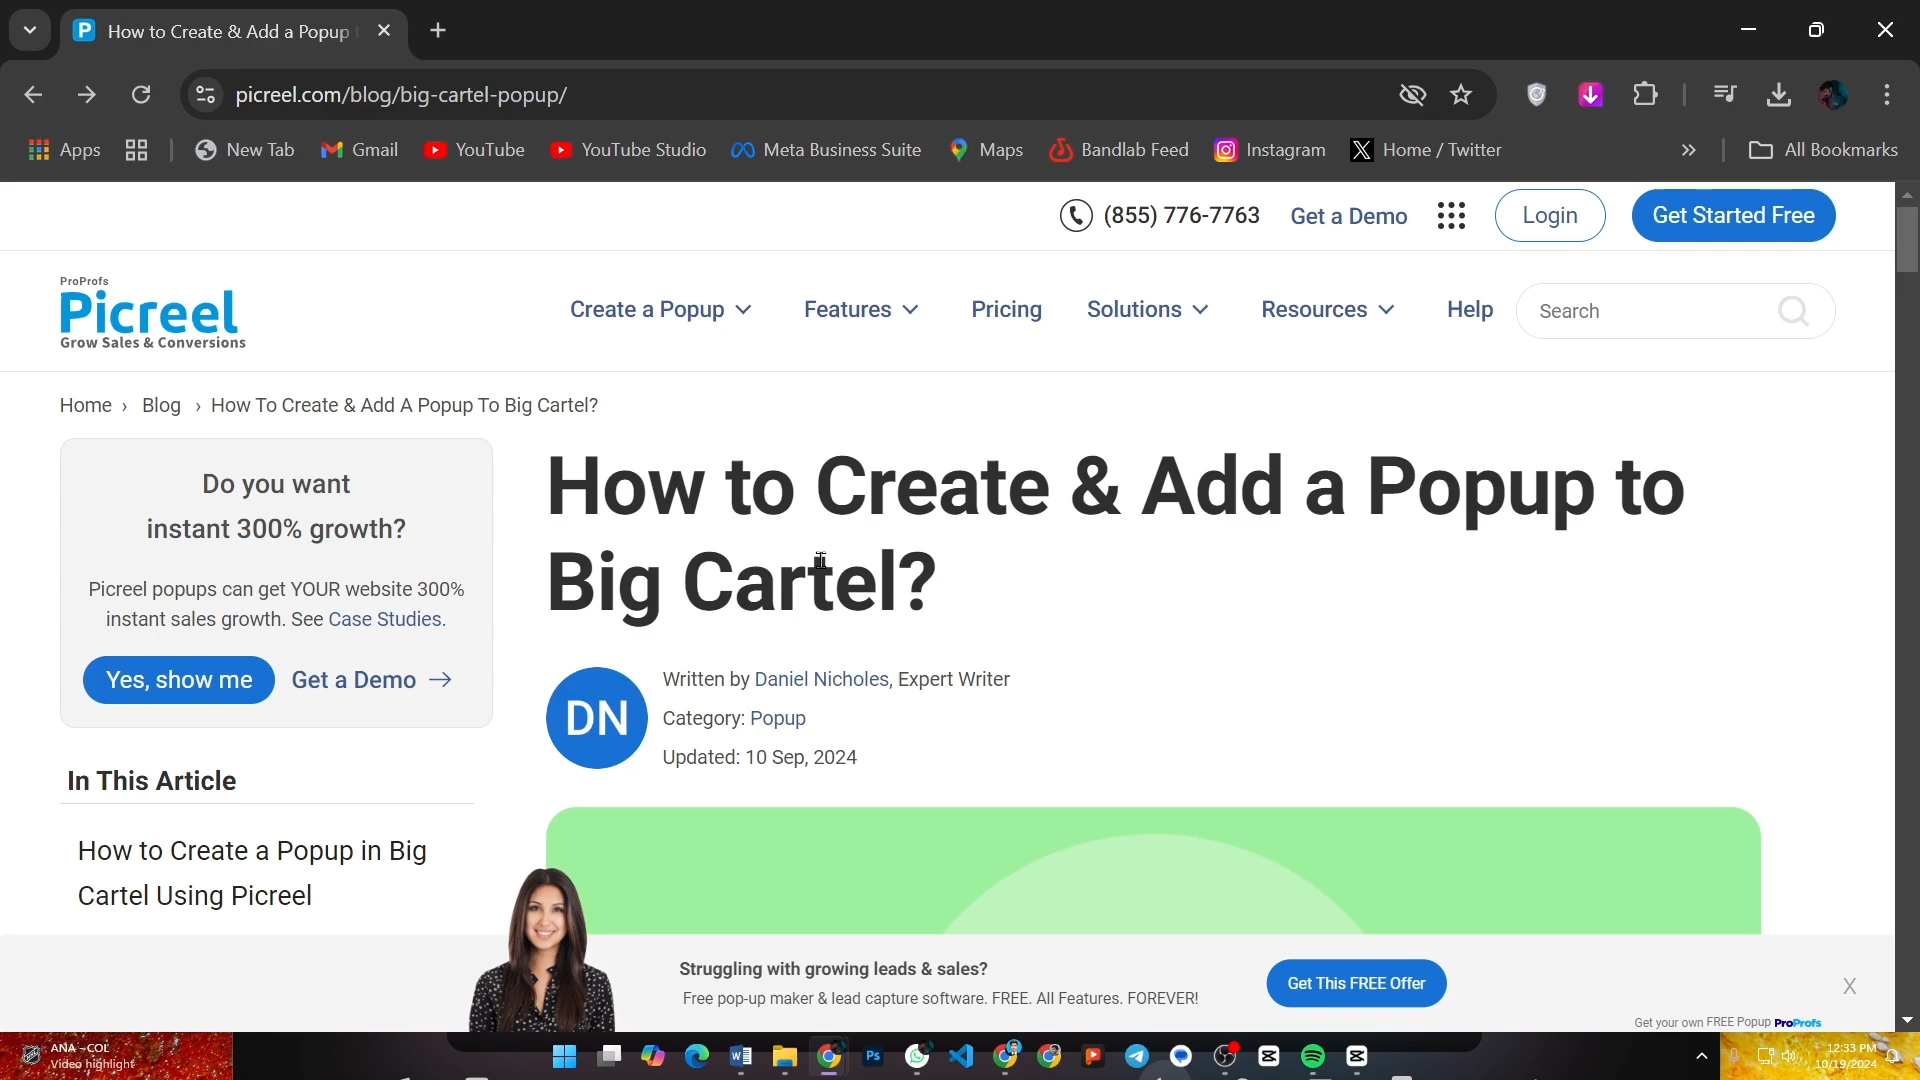 How to Create & Add a Popup
picreel.com/blog/big-cartel-popup/
Apps
New Tab
Gmail
YouTube
YouTube Studio
Meta Business Suite
Maps
Bandlab Feed
Instagram
Home / Twitter
All Bookmarks
(855) 776-7763
Get a Demo
Login
Get Started Free
ProProfs
Picreel
Grow Sales & Conversions
Create a Popup
Features
Pricing
Solutions
Resources
Help
Search
Home › Blog › How To Create & Add A Popup To Big Cartel?
Do you want
instant 300% growth?
Picreel popups can get YOUR website 300%
instant sales growth. See Case Studies.
Yes, show me
Get a Demo →
In This Article
How to Create a Popup in Big
Cartel Using Picreel
How to Create & Add a Popup to
Big Cartel?
DN
Written by Daniel Nicholes, Expert Writer
Category: Popup
Updated: 10 Sep, 2024
Struggling with growing leads & sales?
Free pop-up maker & lead capture software. FREE. All Features. FOREVER!
Get This FREE Offer
X
Get your own FREE Popup ProProfs
ANA - COL
Video highlight
Ps
12:33 PM
10/19/2024